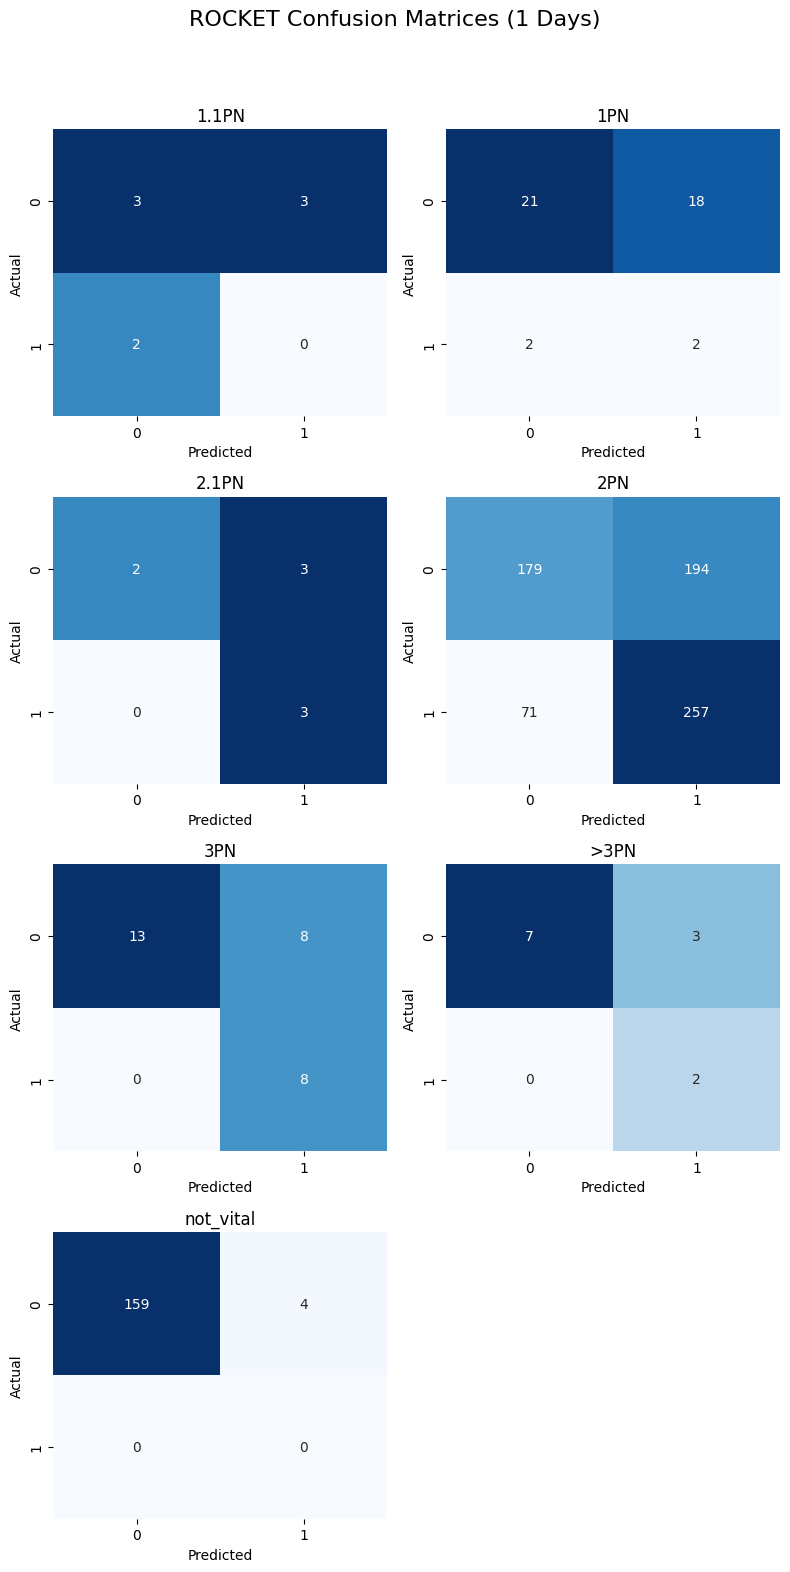 ROCKET Confusion Matrices (1 Days)
1.1PN
0
3
3
Actual
1
2
0
0
1
Predicted
1PN
0
21
18
Actual
1
2
2
0
1
Predicted
2.1PN
0
2
3
Actual
1
0
3
0
1
Predicted
2PN
0
179
194
Actual
1
71
257
0
1
Predicted
3PN
0
13
8
Actual
1
0
8
0
1
Predicted
>3PN
0
7
3
Actual
1
0
2
0
1
Predicted
not_vital
0
159
4
Actual
1
0
0
0
1
Predicted